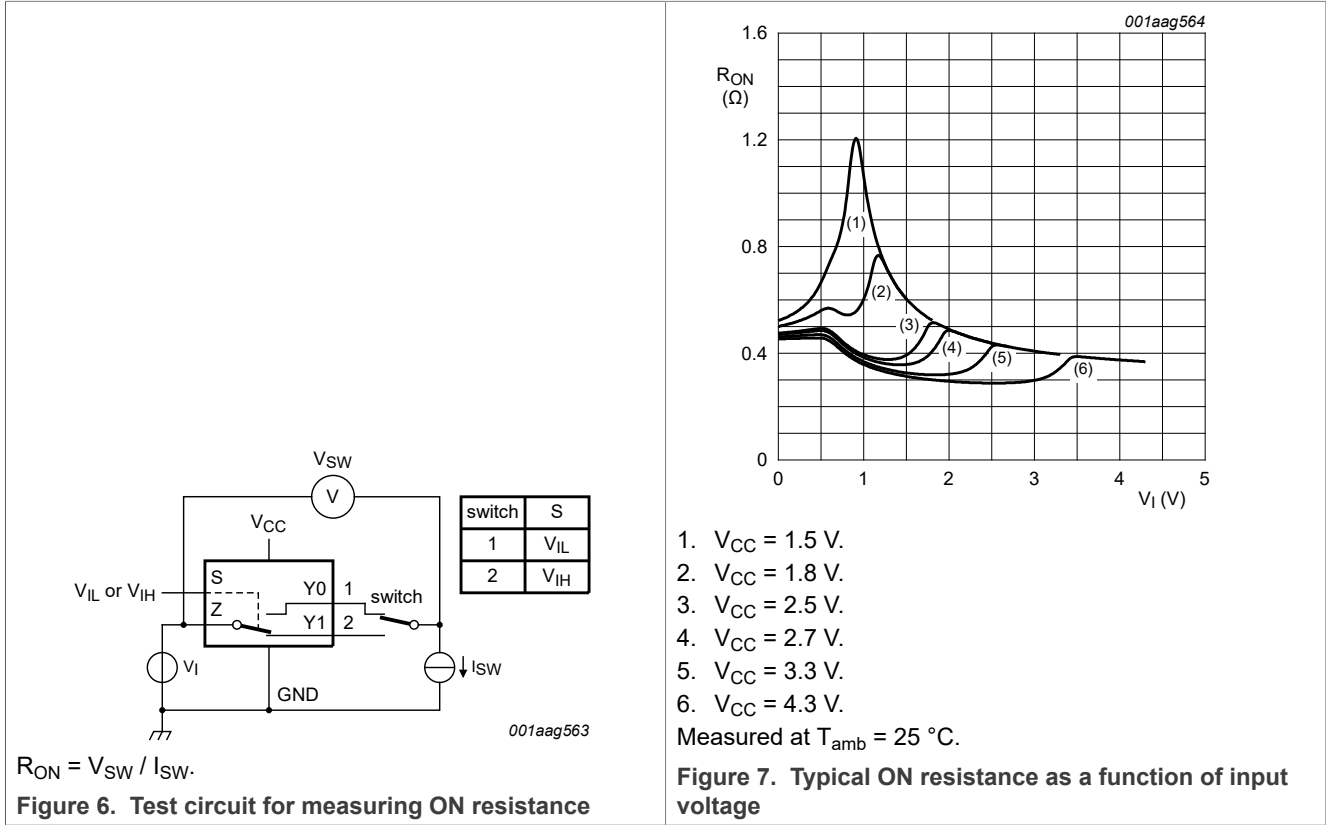 VSW
V
VCC
switch S
1 VIL
2 VIH
VIL or VIH
S
Z
Y0 1
Y1 2
switch
VI
ISW
GND
001aag563
RON = VSW / ISW.
Figure 6. Test circuit for measuring ON resistance
001aag564
1.6
RON
(Ω)
1.2
(1)
0.8
(2)
(3)
(4)
(5)
(6)
0.4
0
0 1 2 3 4 5
VI (V)
1. VCC = 1.5 V.
2. VCC = 1.8 V.
3. VCC = 2.5 V.
4. VCC = 2.7 V.
5. VCC = 3.3 V.
6. VCC = 4.3 V.
Measured at Tamb = 25 °C.
Figure 7. Typical ON resistance as a function of input
voltage